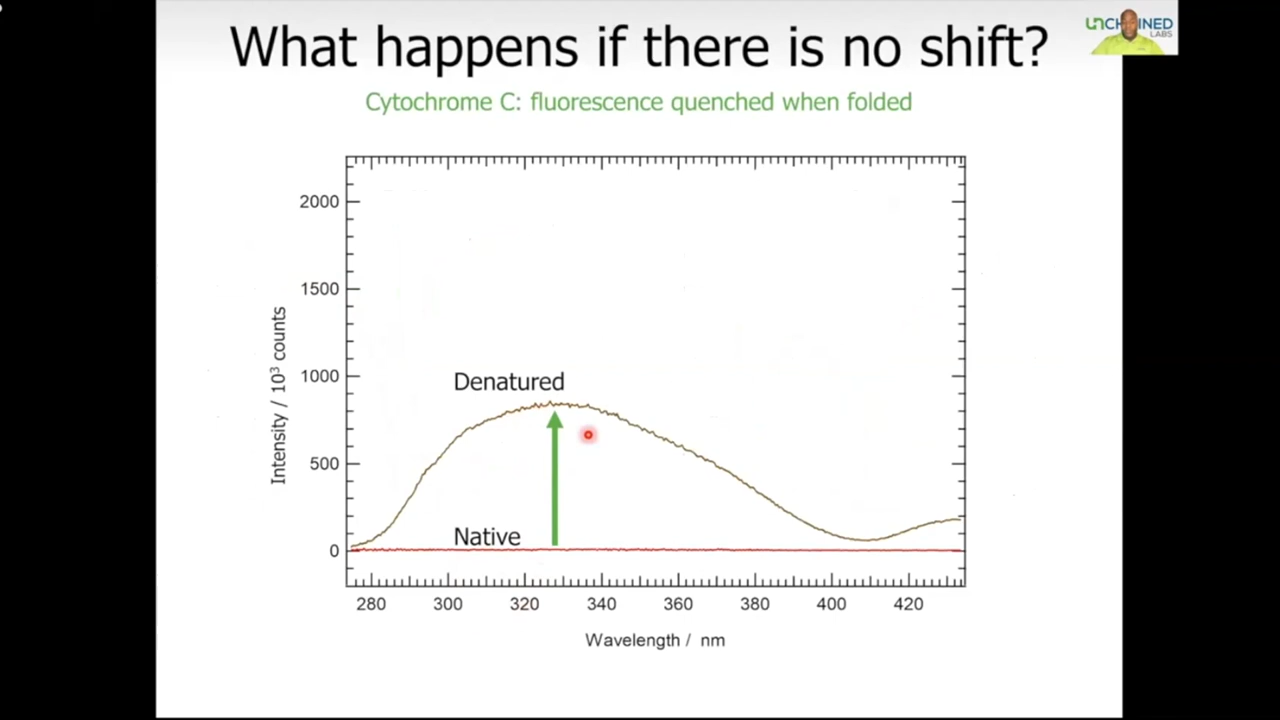 What happens if there is no shift?
UNCHAINED
LABS
Cytochrome C: fluorescence quenched when folded
2000
1500
1000
500
0
Intensity / 10³ counts
Denatured
Native
280 300 320 340 360 380 400 420
Wavelength / nm